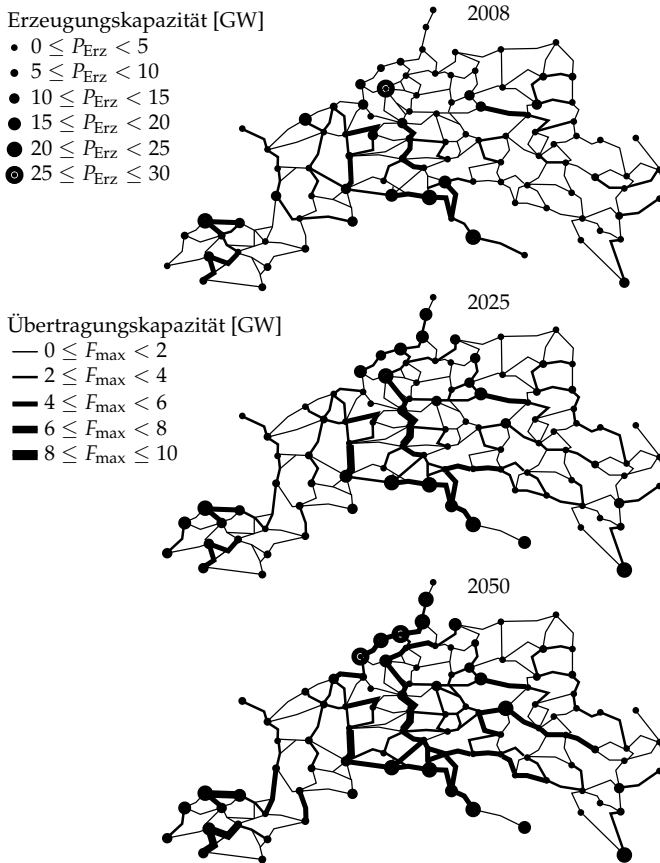 Erzeugungskapazität [GW]
0 ≤ P_Erz < 5
5 ≤ P_Erz < 10
10 ≤ P_Erz < 15
15 ≤ P_Erz < 20
20 ≤ P_Erz < 25
25 ≤ P_Erz ≤ 30
2008
Übertragungskapazität [GW]
0 ≤ F_max < 2
2 ≤ F_max < 4
4 ≤ F_max < 6
6 ≤ F_max < 8
8 ≤ F_max ≤ 10
2025
2050